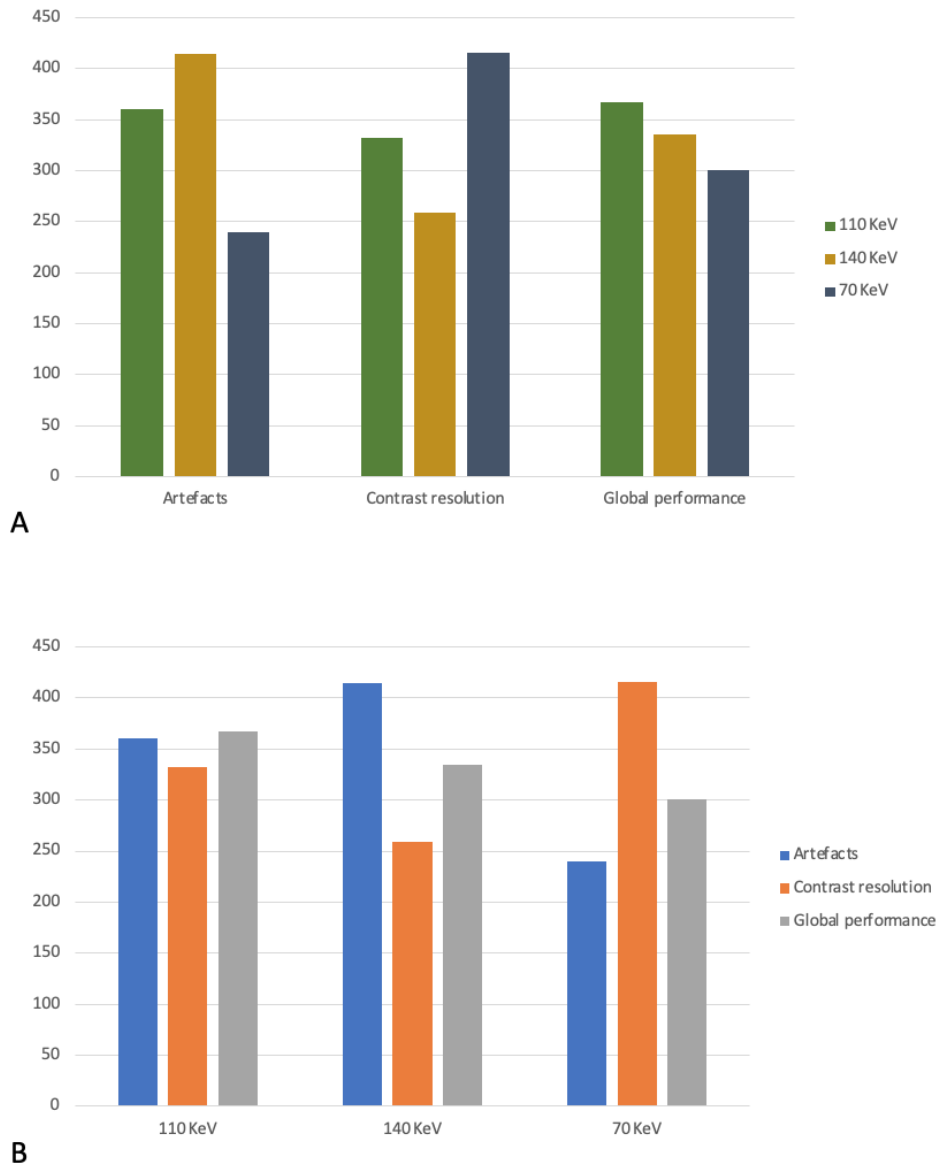 450
400
350
300
250
200
150
100
50
0
Artefacts Contrast resolution Global performance
110 KeV
140 KeV
70 KeV
A
450
400
350
300
250
200
150
100
50
0
110 KeV 140 KeV 70 KeV
Artefacts
Contrast resolution
Global performance
B